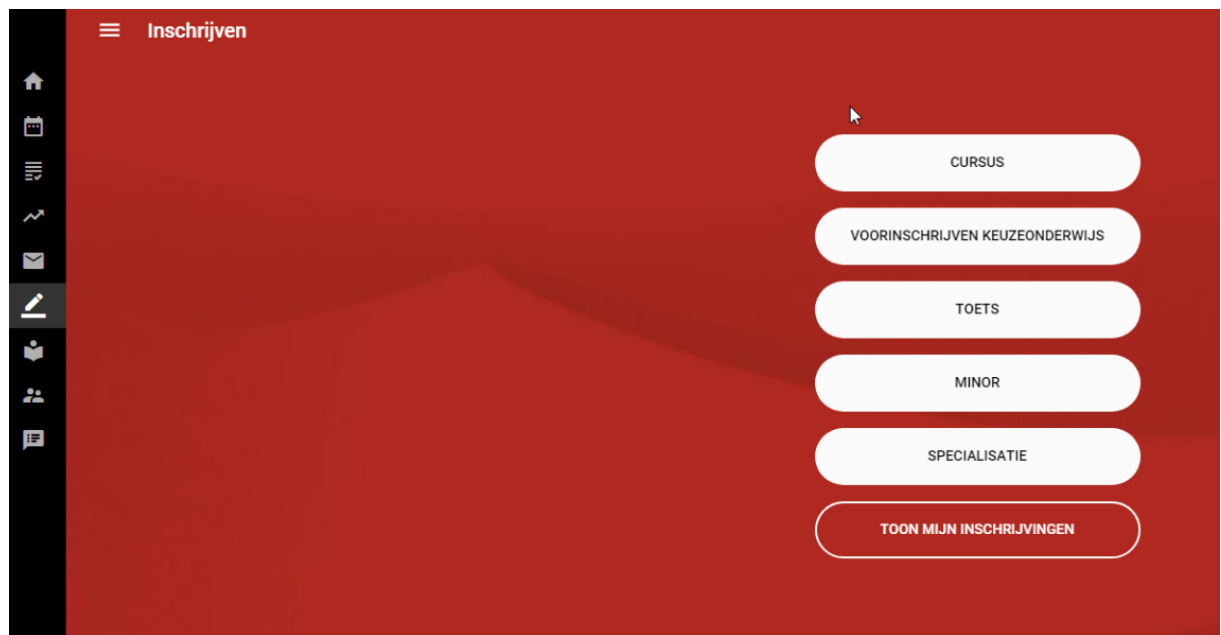 Inschrijven
CURSUS
VOORINSCHRIJVEN KEUZEONDERWIJS
TOETS
MINOR
SPECIALISATIE
TOON MIJN INSCHRIJVINGEN